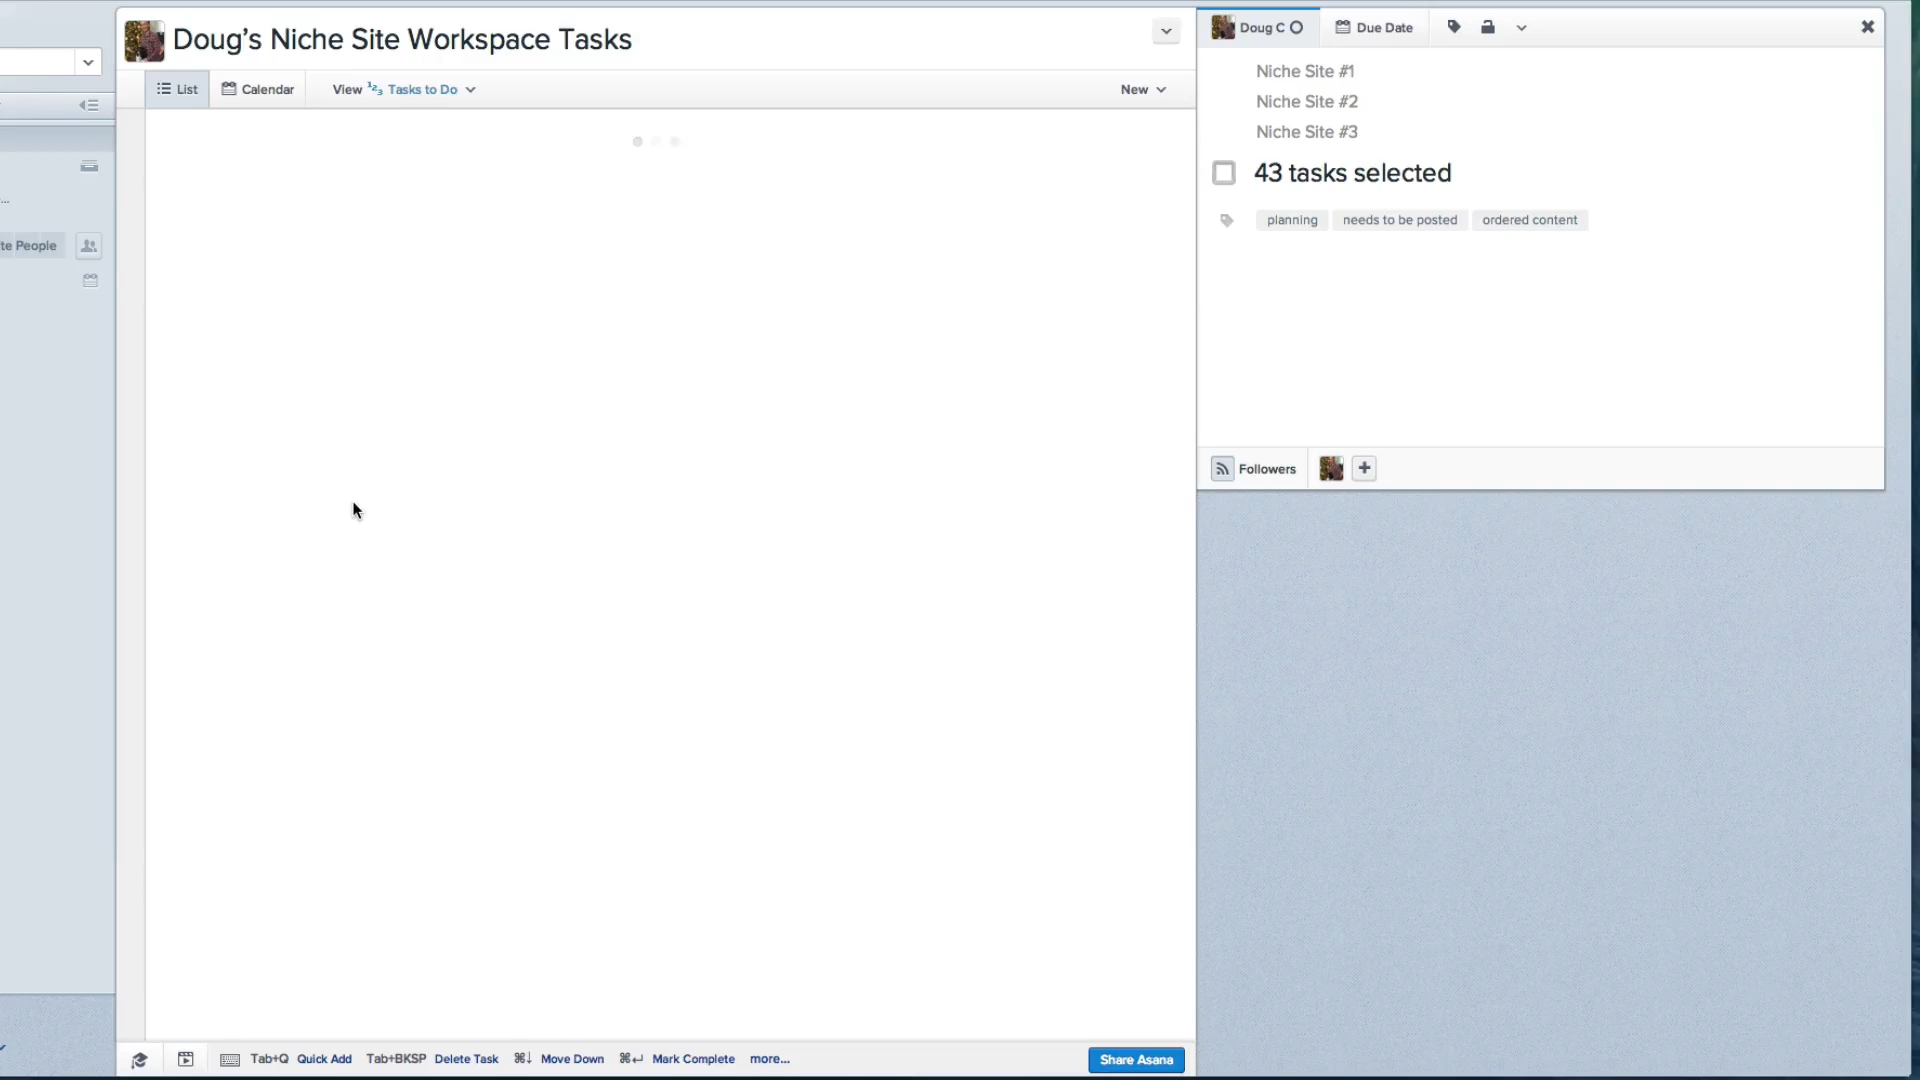 Doug's Niche Site Workspace Tasks
List
Calendar
View
Tasks to Do
New
te People
Doug C
Due Date
Niche Site #1
Niche Site #2
Niche Site #3
43 tasks selected
planning
needs to be posted
ordered content
Followers
Tab+Q Quick Add
Tab+BKSP Delete Task
⌘↓ Move Down
⌘↵ Mark Complete
more...
Share Asana